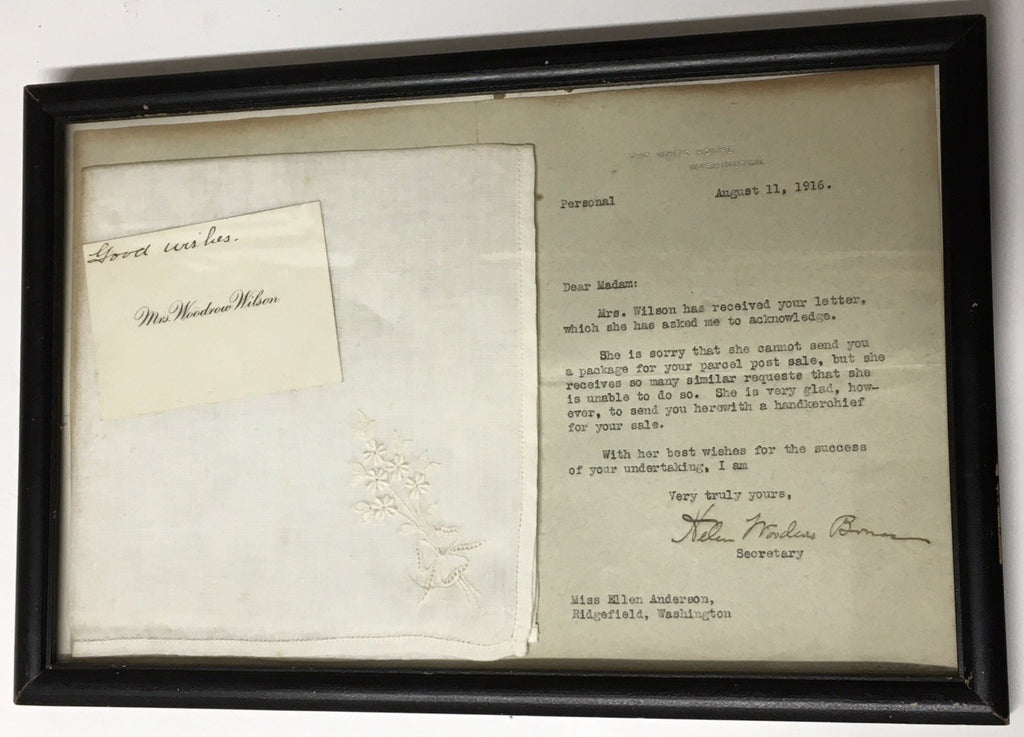 Good wishes.
Mrs. Woodrow Wilson
THE WHITE HOUSE
WASHINGTON
August 11, 1916.
Personal
Dear Madam:
Mrs. Wilson has received your letter,
which she has asked me to acknowledge.
She is sorry that she cannot send you
a package for your parcel post sale, but she
receives so many similar requests that she
is unable to do so. She is very glad, how-
ever, to send you herewith a handkerchief
for your sale.
With her best wishes for the success
of your undertaking, I am
Very truly yours,
Helen Woodrow Bones
Secretary
Miss Ellen Anderson,
Ridgefield, Washington